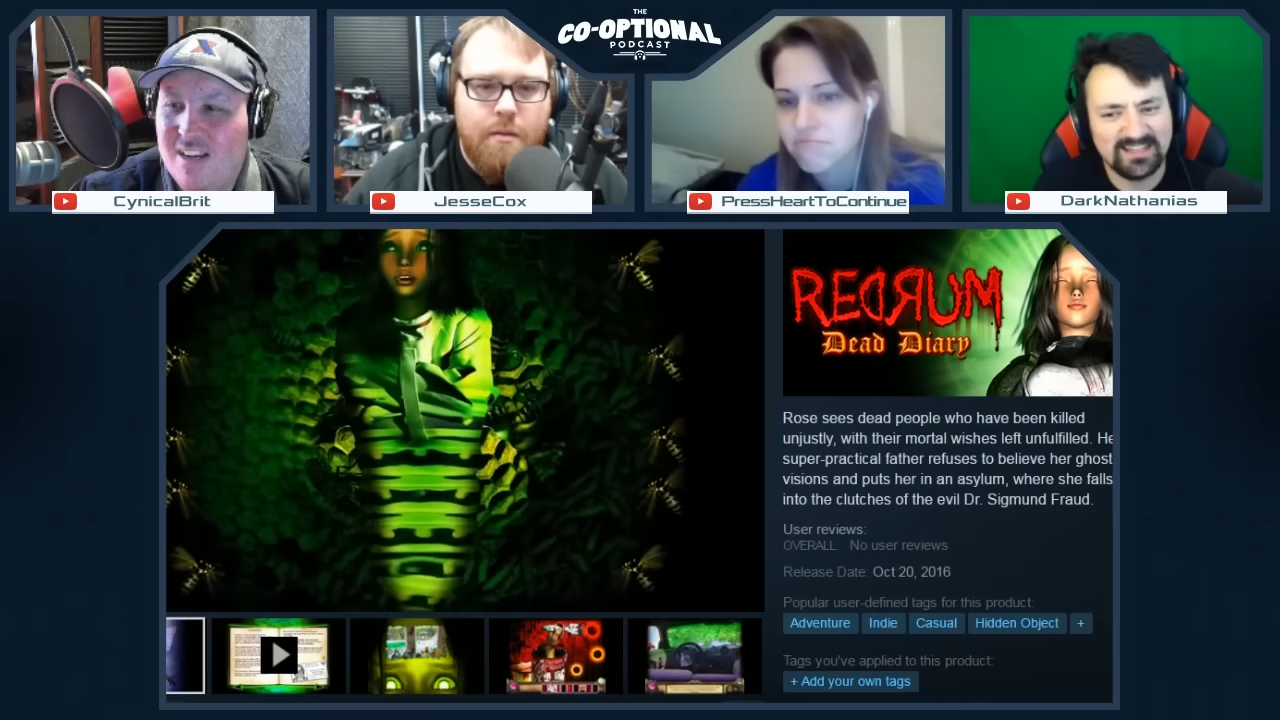 THE
CO-OPTIONAL
PODCAST
CynicalBrit
JesseCox
PressHeartToContinue
DarkNathanias
REDRUM
Dead Diary
Rose sees dead people who have been killed
unjustly, with their mortal wishes left unfulfilled. He
super-practical father refuses to believe her ghost
visions and puts her in an asylum, where she falls
into the clutches of the evil Dr. Sigmund Fraud.
User reviews:
OVERALL: No user reviews
Release Date: Oct 20, 2016
Popular user-defined tags for this product:
Adventure Indie Casual Hidden Object +
Tags you've applied to this product:
+ Add your own tags